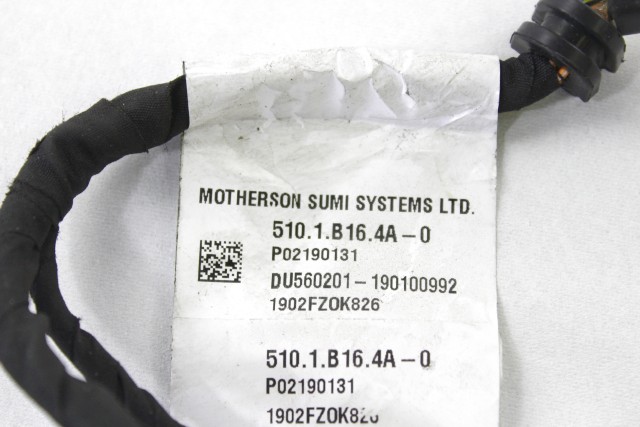 MOTHERSON SUMI SYSTEMS LTD.
510.1.B16.4A-0
P02190131
DU560201-190100992
1902FZOK826
510.1.B16.4A-0
P02190131
1902FZOK826